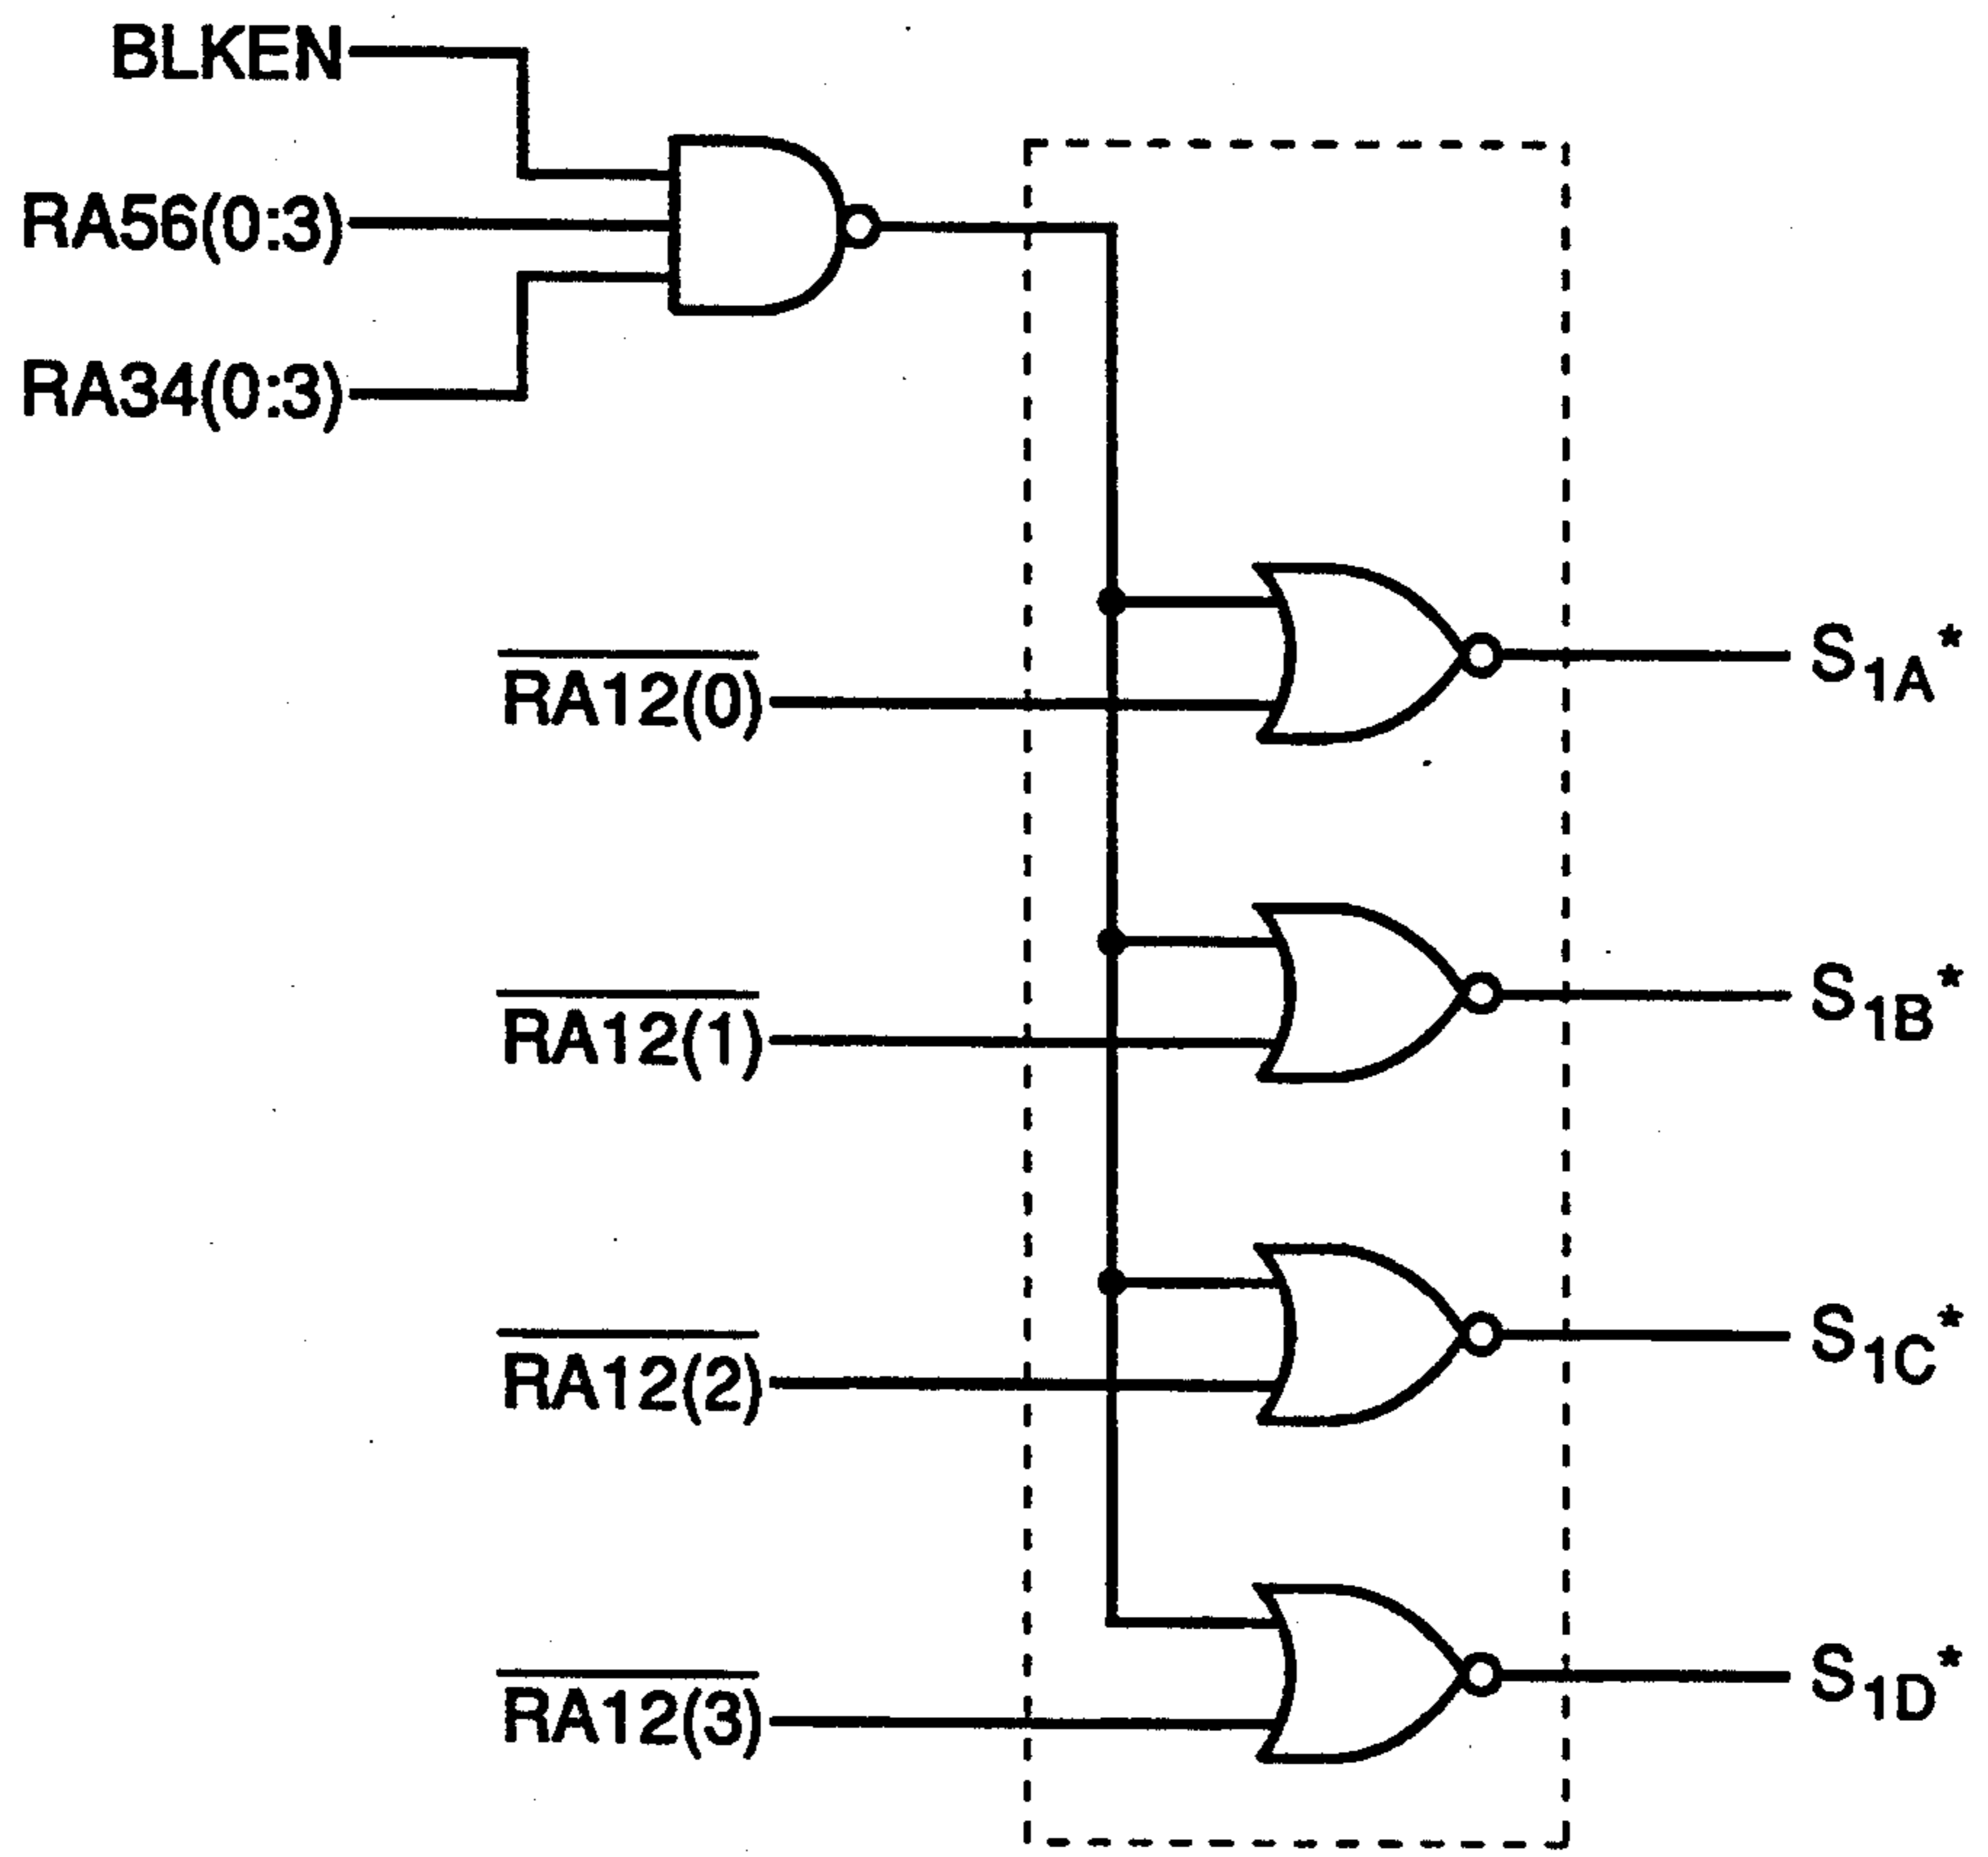 BLKEN
RA56(0:3)
RA34(0:3)
RA12(0)
S1A*
RA12(1)
S1B*
RA12(2)
S1C*
RA12(3)
S1D*